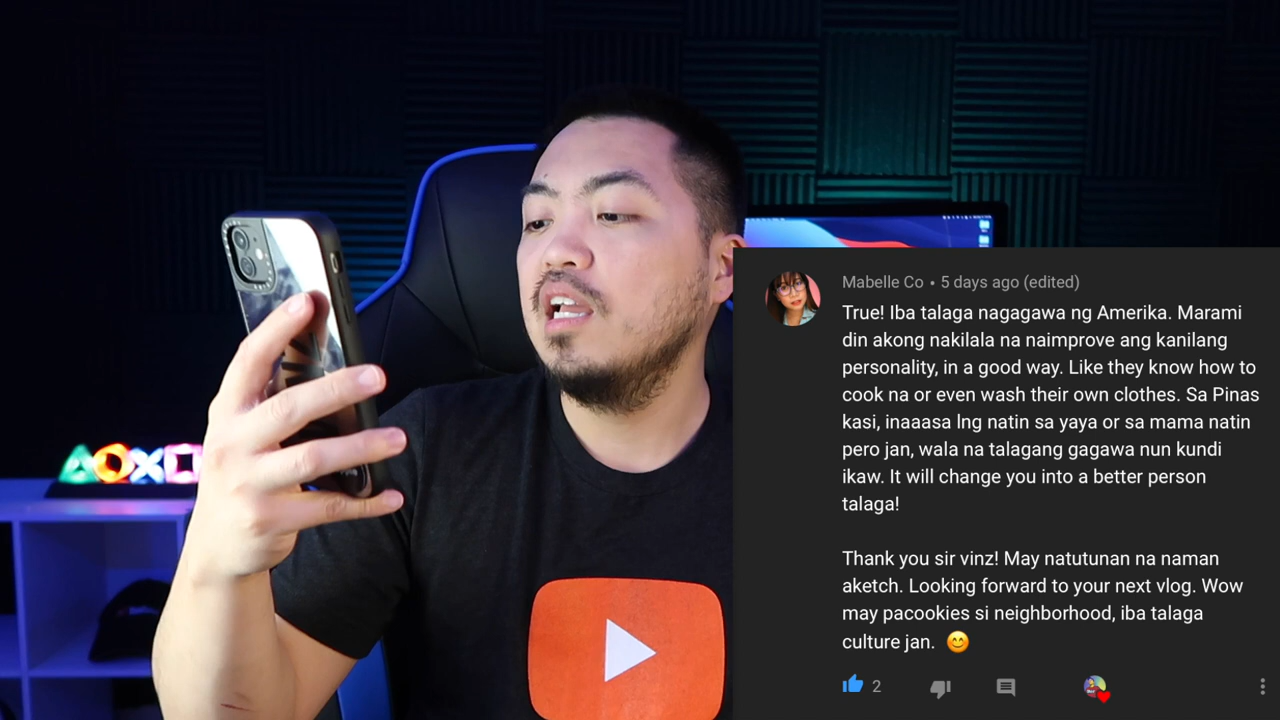 Mabelle Co • 5 days ago (edited)
True! Iba talaga nagagawa ng Amerika. Marami
din akong nakilala na naimprove ang kanilang
personality, in a good way. Like they know how to
cook na or even wash their own clothes. Sa Pinas
kasi, inaaasa lng natin sa yaya or sa mama natin
pero jan, wala na talagang gagawa nun kundi
ikaw. It will change you into a better person
talaga!
Thank you sir vinz! May natutunan na naman
aketch. Looking forward to your next vlog. Wow
may pacookies si neighborhood, iba talaga
culture jan. 😊
2